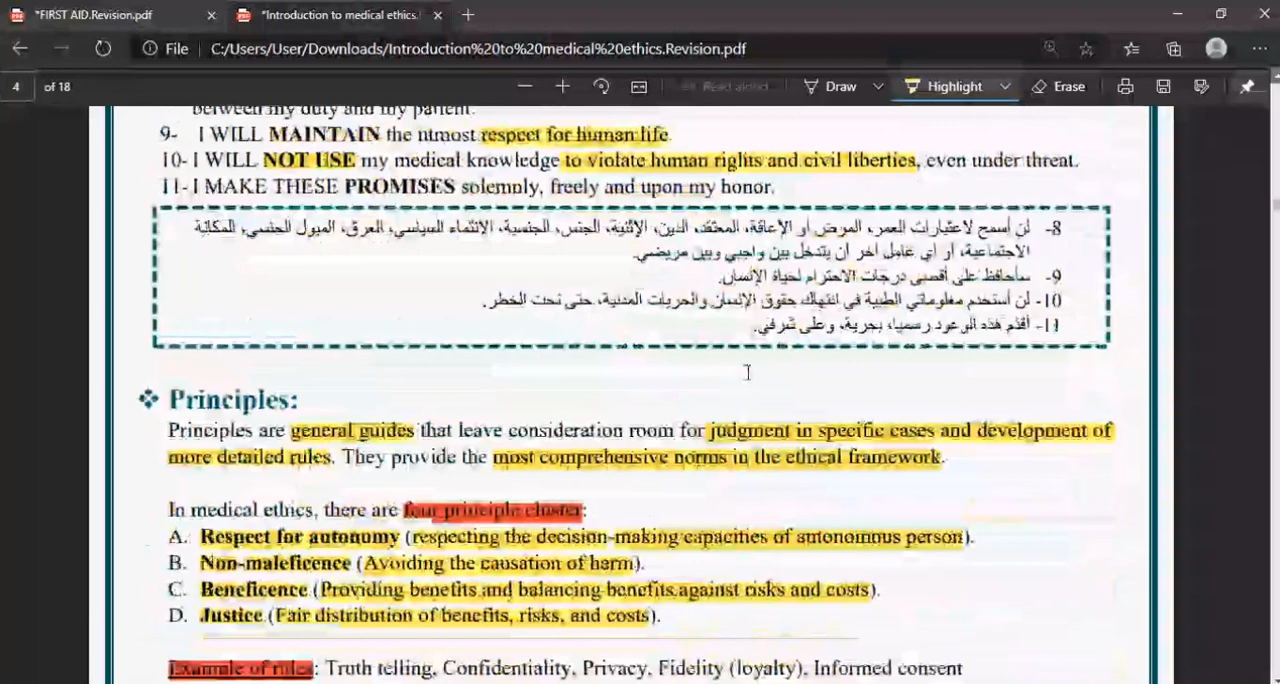 *FIRST AID.Revision.pdf
*Introduction to medical ethics.
File C:/Users/User/Downloads/Introduction%20to%20medical%20ethics.Revision.pdf
4 of 18 Read aloud Draw Highlight Erase
between my duty and my patient.
9- I WILL MAINTAIN the utmost respect for human life.
10- I WILL NOT USE my medical knowledge to violate human rights and civil liberties, even under threat.
11- I MAKE THESE PROMISES solemnly, freely and upon my honor.
8- لن أسمح لاعتبارات العمر، المرض أو الإعاقة، المعتقد، الدين، الإثنية، الجنس، الجنسية، الانتماء السياسي، العرق، الميول الجنسي، المكانة
الاجتماعية، أو أي عامل آخر أن يتدخل بين واجبي وبين مريضي.
9- سأحافظ على أقصى درجات الاحترام لحياة الإنسان.
10- لن أستخدم معلوماتي الطبية في انتهاك حقوق الإنسان والحريات المدنية، حتى تحت الخطر.
11- أقدم هذه الوعود رسميا، بحرية، وعلى شرفي.
❖ Principles:
Principles are general guides that leave consideration room for judgment in specific cases and development of
more detailed rules. They provide the most comprehensive norms in the ethical framework.
In medical ethics, there are four principle cluster:
A. Respect for autonomy (respecting the decision-making capacities of autonomous person).
B. Non-maleficence (Avoiding the causation of harm).
C. Beneficence (Providing benefits and balancing benefits against risks and costs).
D. Justice (Fair distribution of benefits, risks, and costs).
Example of rules: Truth telling, Confidentiality, Privacy, Fidelity (loyalty), Informed consent